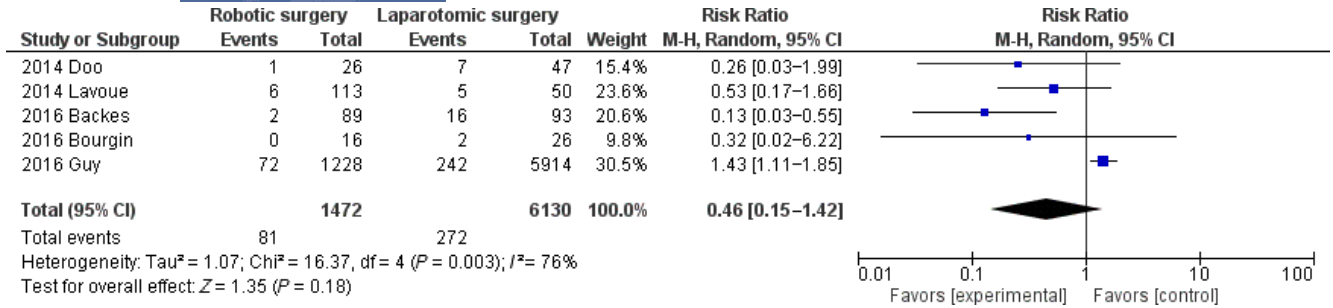 Robotic surgery Laparotomic surgery Risk Ratio Risk Ratio
Study or Subgroup Events Total Events Total Weight M-H, Random, 95% CI M-H, Random, 95% CI
2014 Doo 1 26 7 47 15.4% 0.26 [0.03–1.99]
2014 Lavoue 6 113 5 50 23.6% 0.53 [0.17–1.66]
2016 Backes 2 89 16 93 20.6% 0.13 [0.03–0.55]
2016 Bourgin 0 16 2 26 9.8% 0.32 [0.02–6.22]
2016 Guy 72 1228 242 5914 30.5% 1.43 [1.11–1.85]
Total (95% CI) 1472 6130 100.0% 0.46 [0.15–1.42]
Total events 81 272
Heterogeneity: Tau² = 1.07; Chi² = 16.37, df = 4 (P = 0.003); I² = 76%
Test for overall effect: Z = 1.35 (P = 0.18)
0.01 0.1 1 10 100
Favors [experimental] Favors [control]